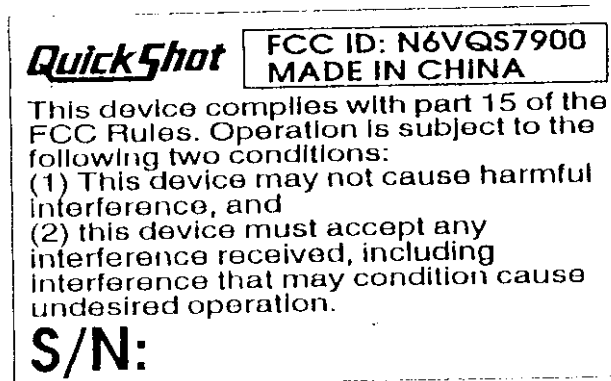 QuickShot
FCC ID: N6VQS7900
MADE IN CHINA
This device complies with part 15 of the
FCC Rules. Operation is subject to the
following two conditions:
(1) This device may not cause harmful
interference, and
(2) this device must accept any
interference received, including
interference that may condition cause
undesired operation.
S/N: